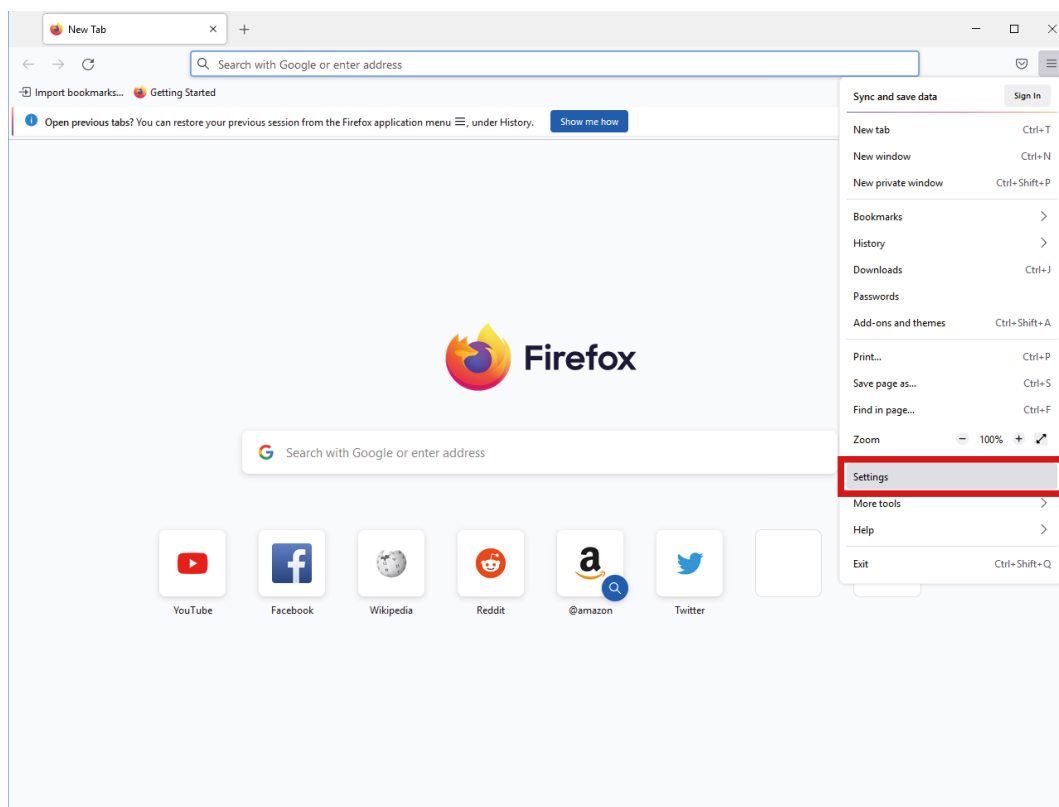 New Tab
Search with Google or enter address
Import bookmarks... Getting Started
Open previous tabs? You can restore your previous session from the Firefox application menu ☰, under History. Show me how
Sync and save data Sign In
New tab Ctrl+T
New window Ctrl+N
New private window Ctrl+Shift+P
Bookmarks
History
Downloads Ctrl+J
Passwords
Add-ons and themes Ctrl+Shift+A
Print... Ctrl+P
Save page as... Ctrl+S
Find in page... Ctrl+F
Zoom − 100% +
Settings
More tools
Help
Exit Ctrl+Shift+Q
Firefox
Search with Google or enter address
YouTube Facebook Wikipedia Reddit @amazon Twitter